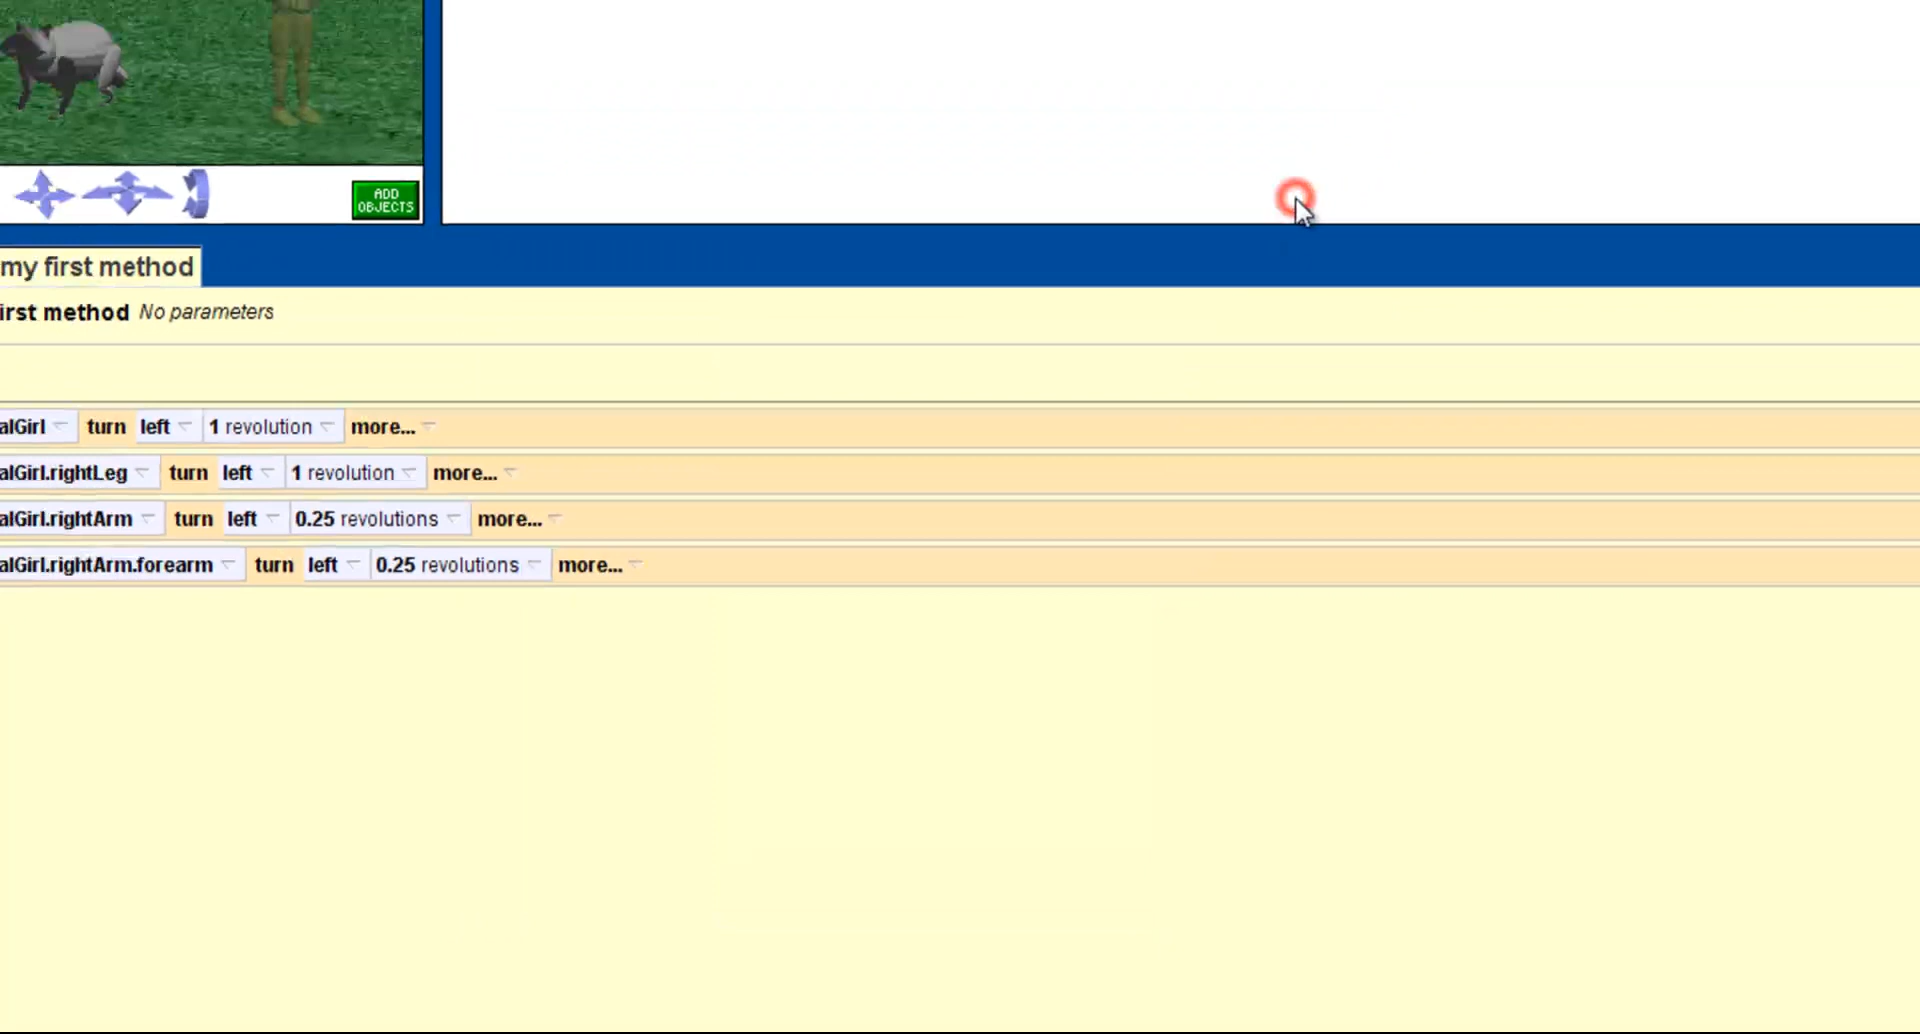 ADD
OBJECTS
my first method
irst method No parameters
alGirl turn left 1 revolution more...
alGirl.rightLeg turn left 1 revolution more...
alGirl.rightArm turn left 0.25 revolutions more...
alGirl.rightArm.forearm turn left 0.25 revolutions more...